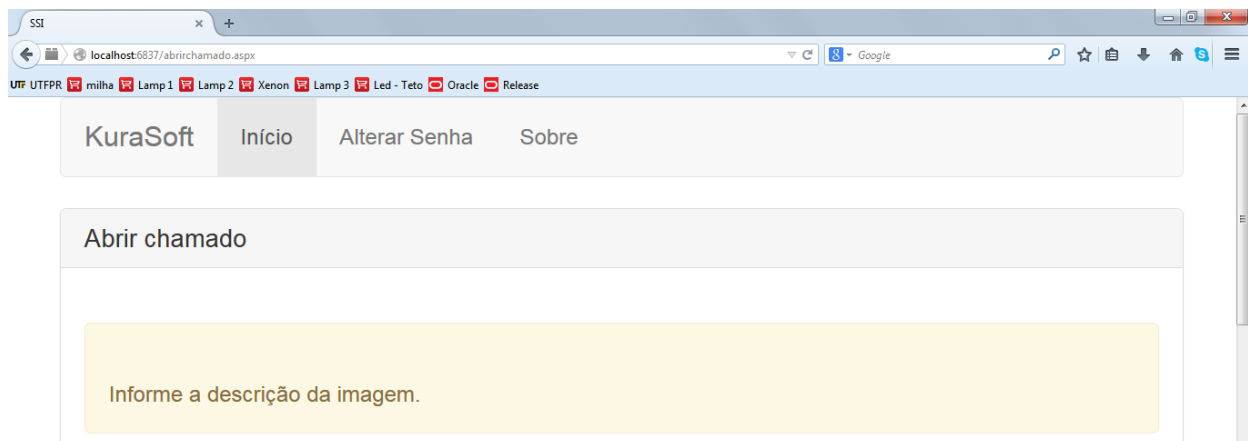 SSI
localhost:6837/abrirchamado.aspx
Google
UTF UTFPR milha Lamp 1 Lamp 2 Xenon Lamp 3 Led - Teto Oracle Release
KuraSoft Início Alterar Senha Sobre
Abrir chamado
Informe a descrição da imagem.